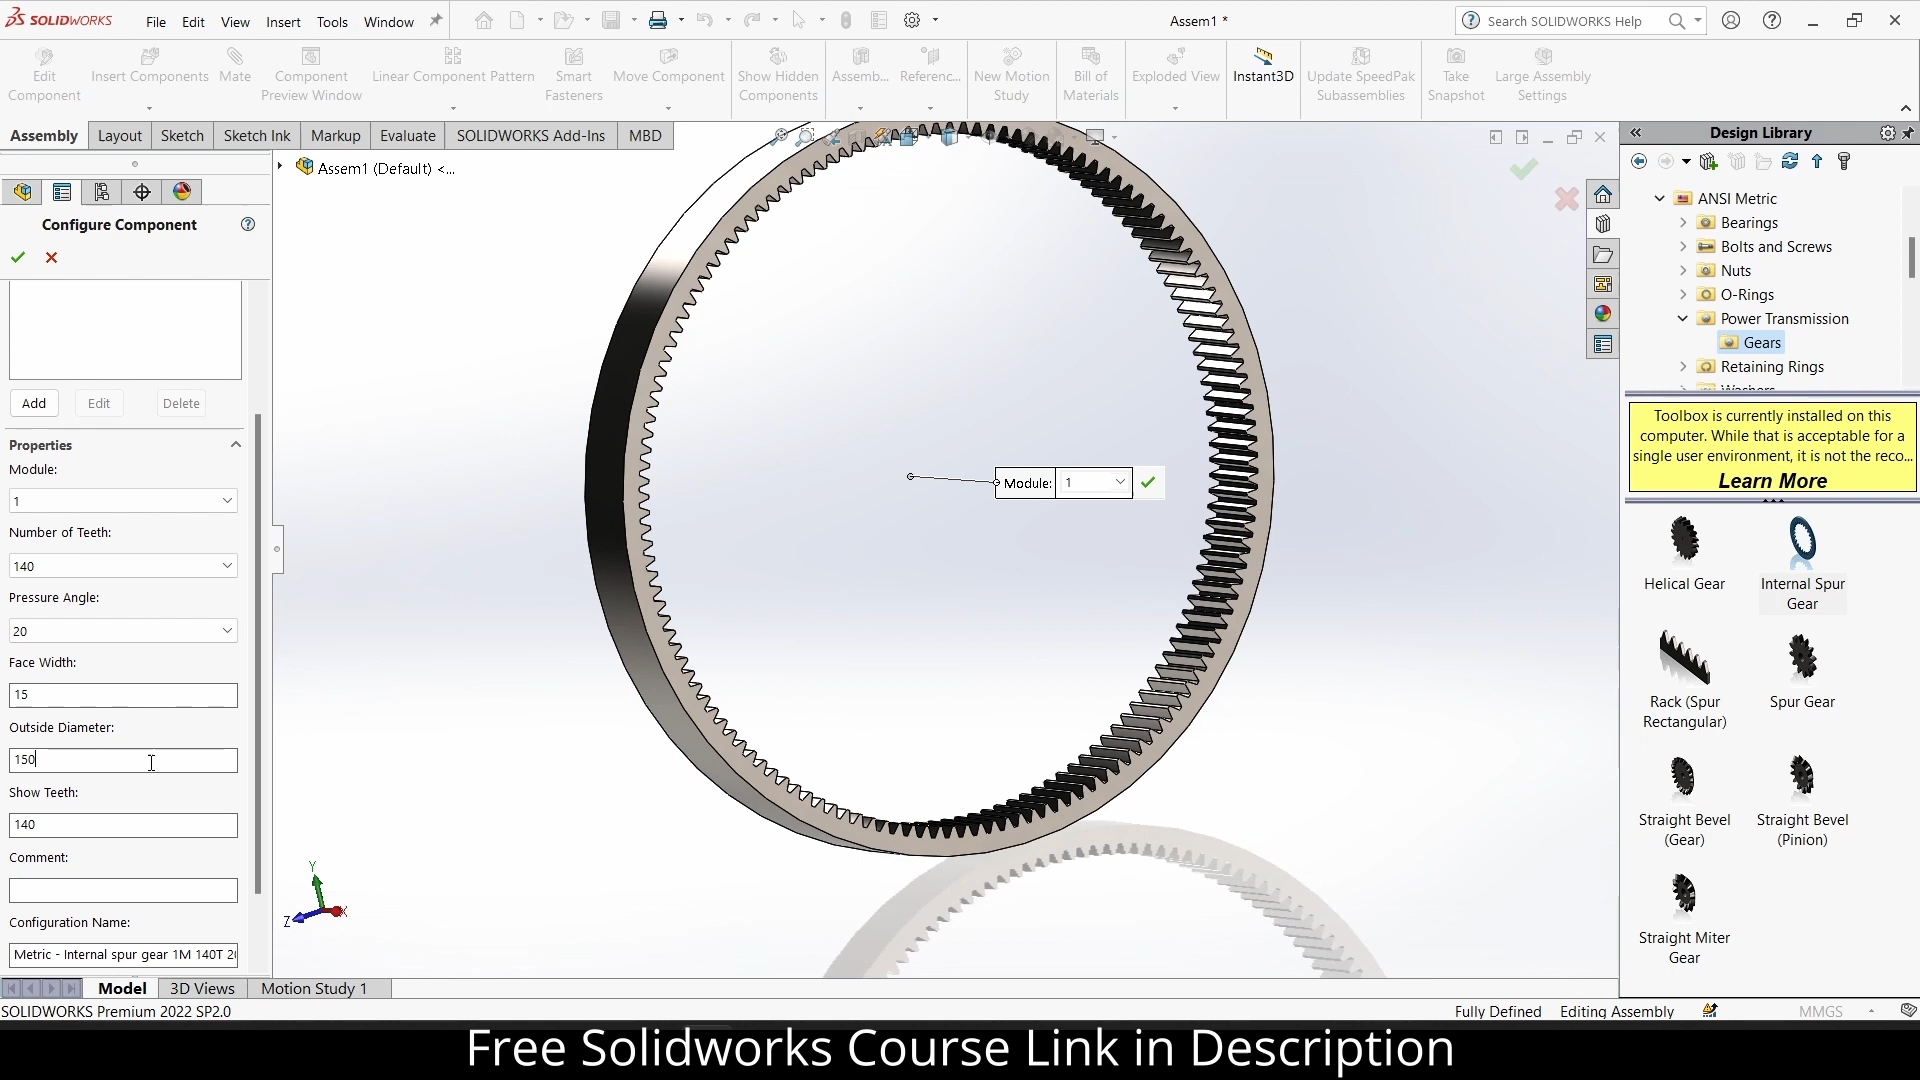 SOLIDWORKS File Edit View Insert Tools Window Assem1 * Search SOLIDWORKS Help
Edit Component
Insert Components
Mate
Component Preview Window
Linear Component Pattern
Smart Fasteners
Move Component
Show Hidden Components
Assemb...
Referenc...
New Motion Study
Bill of Materials
Exploded View
Instant3D
Update SpeedPak Subassemblies
Take Snapshot
Large Assembly Settings
Assembly Layout Sketch Sketch Ink Markup Evaluate SOLIDWORKS Add-Ins MBD
Assem1 (Default) <...
Configure Component
Add Edit Delete
Properties
Module:
1
Number of Teeth:
140
Pressure Angle:
20
Face Width:
15
Outside Diameter:
150
Show Teeth:
140
Comment:
Configuration Name:
Metric - Internal spur gear 1M 140T 20
Module: 1
Y
Z
X
Design Library
ANSI Metric
Bearings
Bolts and Screws
Nuts
O-Rings
Power Transmission
Gears
Retaining Rings
Washers
Toolbox is currently installed on this
computer. While that is acceptable for a
single user environment, it is not the reco...
Learn More
Helical Gear
Internal Spur Gear
Rack (Spur Rectangular)
Spur Gear
Straight Bevel (Gear)
Straight Bevel (Pinion)
Straight Miter Gear
Model 3D Views Motion Study 1
SOLIDWORKS Premium 2022 SP2.0 Fully Defined Editing Assembly MMGS
Free Solidworks Course Link in Description